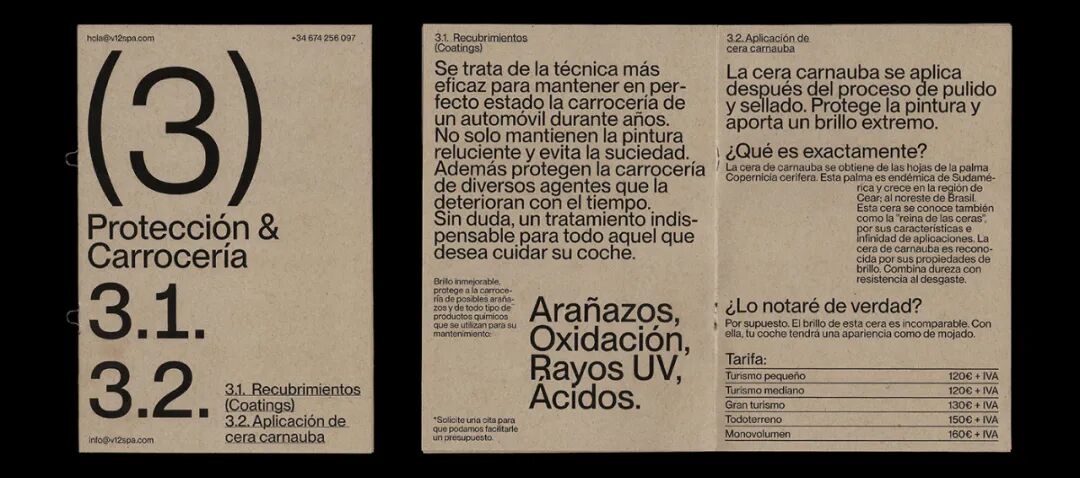 hola@v12spa.com
+34 674 256 097
(3)
Protección &
Carrocería
3.1.
3.2.
3.1. Recubrimientos
(Coatings)
3.2. Aplicación de
cera carnauba
info@v12spa.com
3.1. Recubrimientos
(Coatings)
Se trata de la técnica más
eficaz para mantener en per-
fecto estado la carrocería de
un automóvil durante años.
No solo mantienen la pintura
reluciente y evita la suciedad.
Además protegen la carrocería
de diversos agentes que la
deterioran con el tiempo.
Sin duda, un tratamiento indis-
pensable para todo aquel que
desea cuidar su coche.
Brillo inmejorable,
protege a la carroce-
ría de posibles araña-
zos y de todo tipo de
productos químicos
que se utilizan para su
mantenimiento:
Arañazos,
Oxidación,
Rayos UV,
Ácidos.
*Solicite una cita para
que podamos facilitarle
un presupuesto.
3.2. Aplicación de
cera carnauba
La cera carnauba se aplica
después del proceso de pulido
y sellado. Protege la pintura y
aporta un brillo extremo.
¿Qué es exactamente?
La cera de carnauba se obtiene de las hojas de la palma
Copernicia cerifera. Esta palma es endémica de Sudamé-
rica y crece en la región de
Cear; al noreste de Brasil.
Esta cera se conoce también
como la "reina de las ceras",
por sus características e
infinidad de aplicaciones. La
cera de carnauba es recono-
cida por sus propiedades de
brillo. Combina dureza con
resistencia al desgaste.
¿Lo notaré de verdad?
Por supuesto. El brillo de esta cera es incomparable. Con
ella, tu coche tendrá una apariencia como de mojado.
Tarifa:
Turismo pequeño 120€ + IVA
Turismo mediano 120€ + IVA
Gran turismo 130€ + IVA
Todoterreno 150€ + IVA
Monovolumen 160€ + IVA